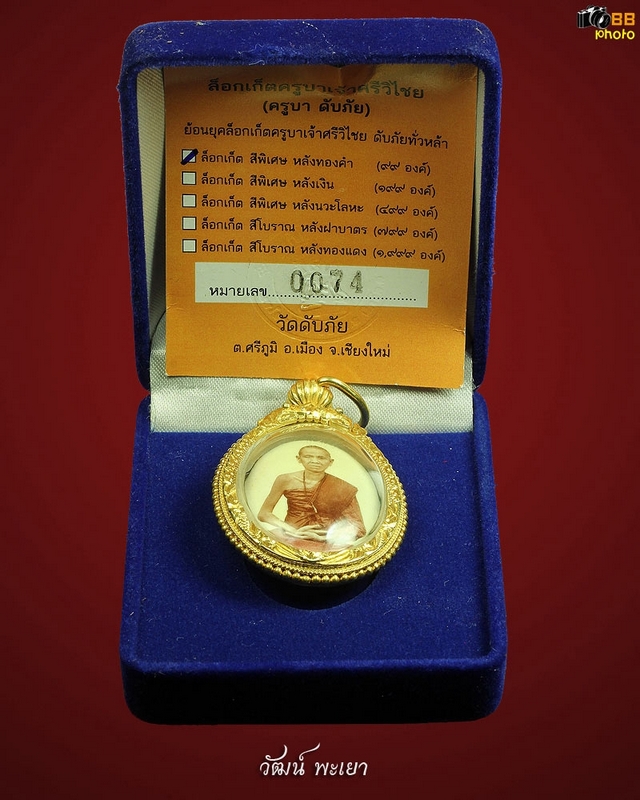 BB
photo
ล็อกเก็ตครูบาเจ้าศรีวิไชย
(ครูบา ดับภัย)
ย้อนยุคล็อกเก็ตครูบาเจ้าศรีวิไชย ดับภัยทั่วหล้า
ล็อกเก็ต สีพิเศษ หลังทองคำ (๙๙ องค์)
ล็อกเก็ต สีพิเศษ หลังเงิน (๑๙๙ องค์)
ล็อกเก็ต สีพิเศษ หลังนวะโลหะ (๔๙๙ องค์)
ล็อกเก็ต สีโบราณ หลังฝาบาตร (๗๙๙ องค์)
ล็อกเก็ต สีโบราณ หลังทองแดง (๑,๙๙๙ องค์)
หมายเลข.....0074.....
วัดดับภัย
ต.ศรีภูมิ อ.เมือง จ.เชียงใหม่
วัฒน์ พะเยา